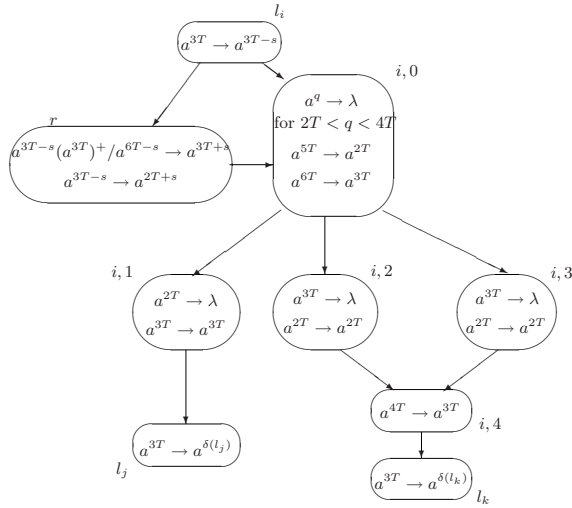 l_i
a^{3T} → a^{3T−s}
i, 0
a^q → λ
for 2T < q < 4T
a^{5T} → a^{2T}
a^{6T} → a^{3T}
r
a^{3T−s}(a^{3T})^+/a^{6T−s} → a^{3T+s}
a^{3T−s} → a^{2T+s}
i, 1
a^{2T} → λ
a^{3T} → a^{3T}
i, 2
a^{3T} → λ
a^{2T} → a^{2T}
i, 3
a^{3T} → λ
a^{2T} → a^{2T}
a^{4T} → a^{3T}
i, 4
a^{3T} → a^{δ(l_j)}
l_j
a^{3T} → a^{δ(l_k)}
l_k